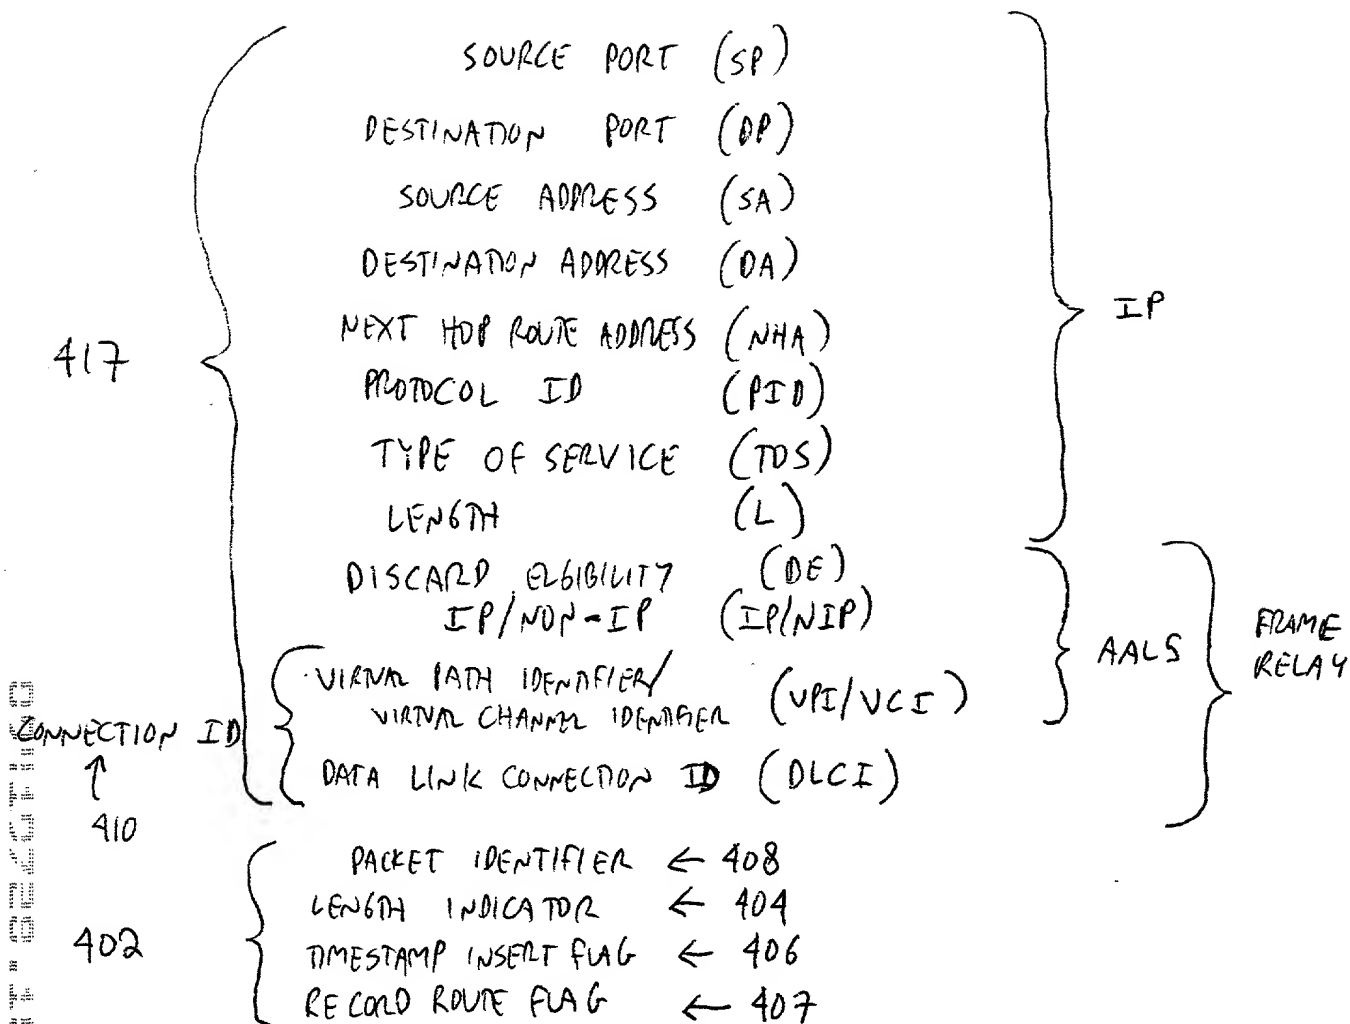 SOURCE PORT (SP)
DESTINATION PORT (DP)
SOURCE ADDRESS (SA)
DESTINATION ADDRESS (DA)
NEXT HOP ROUTE ADDRESS (NHA)
IP
417
PROTOCOL ID (PID)
TYPE OF SERVICE (TOS)
LENGTH (L)
DISCARD ELGIBILITY (DE)
IP/NON-IP (IP/NIP)
AAL5
FRAME
RELAY
VIRTUAL PATH IDENTIFIER/
VIRTUAL CHANNEL IDENTIFIER (VPI/VCI)
CONNECTION ID
DATA LINK CONNECTION ID (DLCI)
410
PACKET IDENTIFIER ← 408
LENGTH INDICATOR ← 404
402
TIMESTAMP INSERT FLAG ← 406
RECORD ROUTE FLAG ← 407